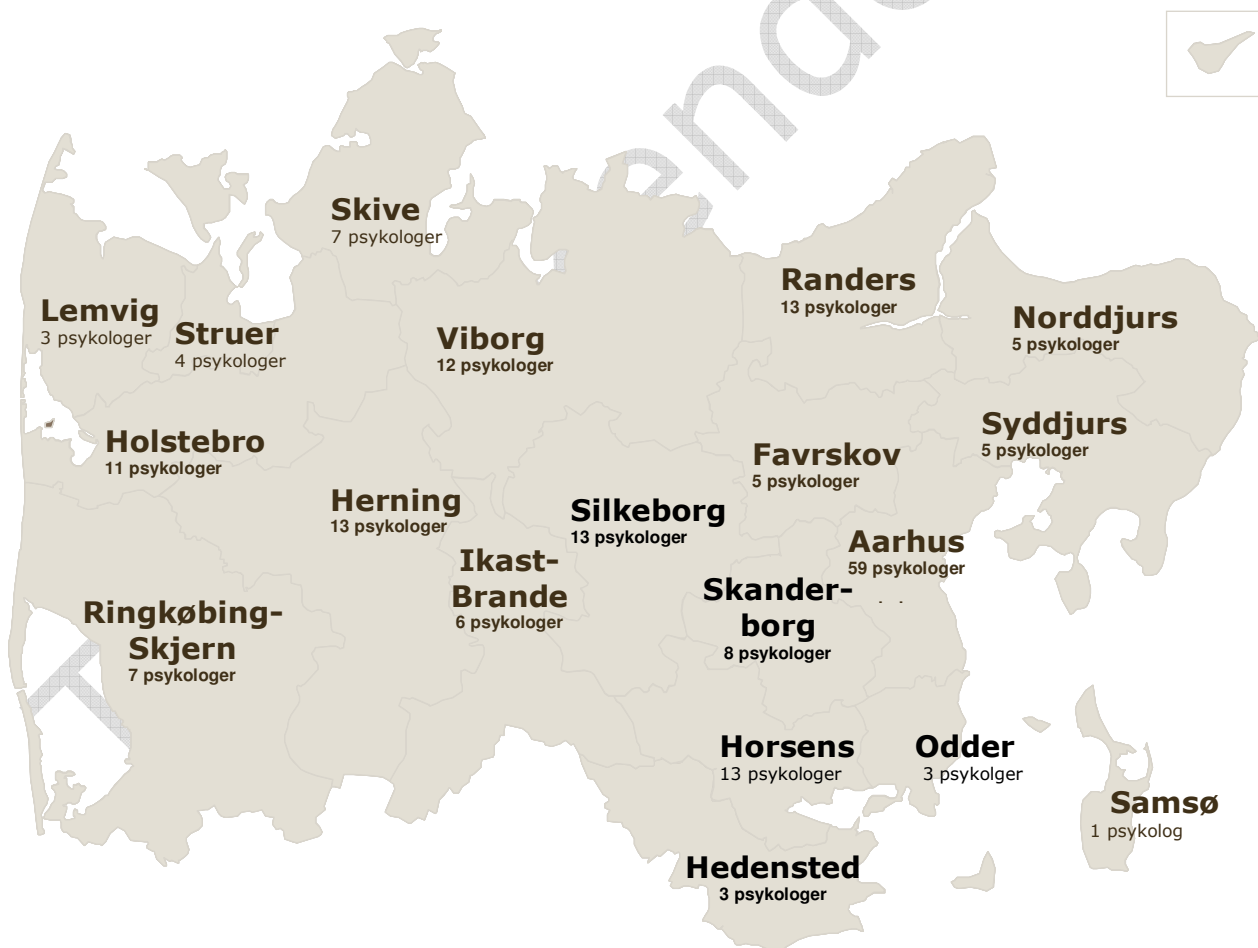 Skive
7 psykologer
Randers
13 psykologer
Lemvig
3 psykologer
Struer
4 psykologer
Viborg
12 psykologer
Norddjurs
5 psykologer
Holstebro
11 psykologer
Syddjurs
5 psykologer
Favrskov
5 psykologer
Herning
13 psykologer
Silkeborg
13 psykologer
Aarhus
59 psykologer
Ikast-
Brande
6 psykologer
Skander-
borg
8 psykologer
Ringkøbing-
Skjern
7 psykologer
Horsens
13 psykologer
Odder
3 psykolger
Samsø
1 psykolog
Hedensted
3 psykologer